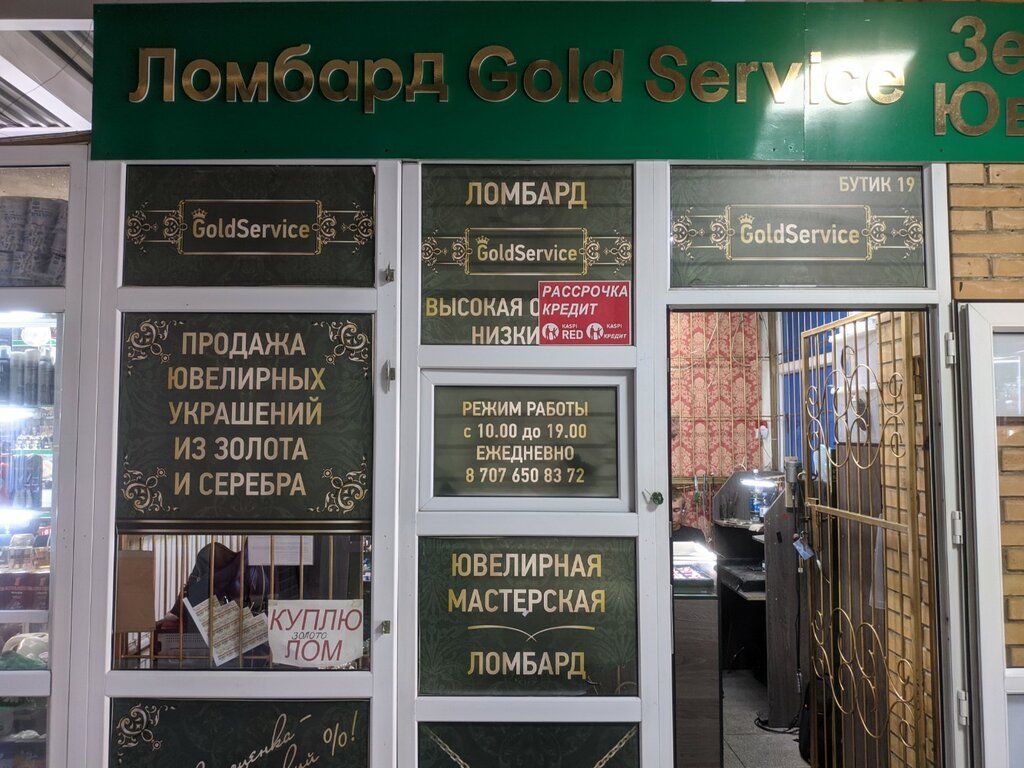 Ломбард Gold Service
GoldService
ПРОДАЖА
ЮВЕЛИРНЫХ
УКРАШЕНИЙ
ИЗ ЗОЛОТА
И СЕРЕБРА
КУПЛЮ
ЗОЛОТО
ЛОМ
%!
ЛОМБАРД
GoldService
ВЫСОКАЯ
НИЗКИ
РАССРОЧКА
КРЕДИТ
KASPI
RED
KASPI
КРЕДИТ
РЕЖИМ РАБОТЫ
с 10.00 до 19.00
ЕЖЕДНЕВНО
8 707 650 83 72
ЮВЕЛИРНАЯ
МАСТЕРСКАЯ
ЛОМБАРД
БУТИК 19
GoldService